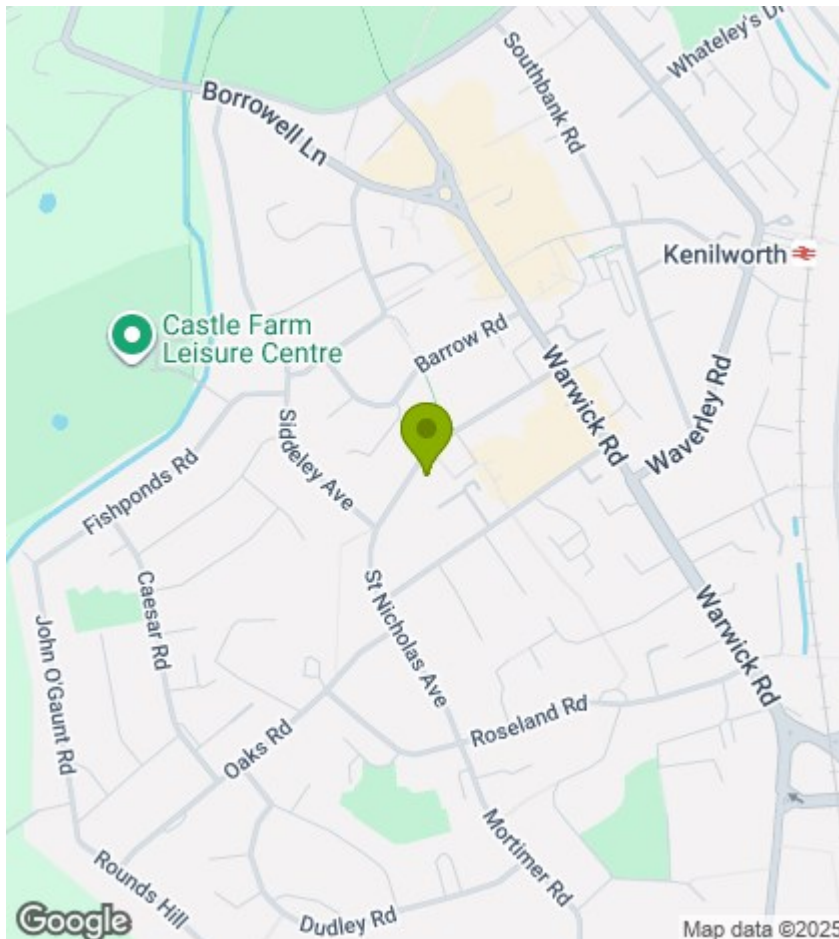 Whateley's Dr
Southbank Rd
Borrowell Ln
Kenilworth
Castle Farm
Leisure Centre
Barrow Rd
Warwick Rd
Waverley Rd
Siddeley Ave
Fishponds Rd
Caesar Rd
St Nicholas Ave
Warwick Rd
John O'Gaunt Rd
Roseland Rd
Oaks Rd
Mortimer Rd
Rounds Hill
Dudley Rd
Google
Map data ©2025